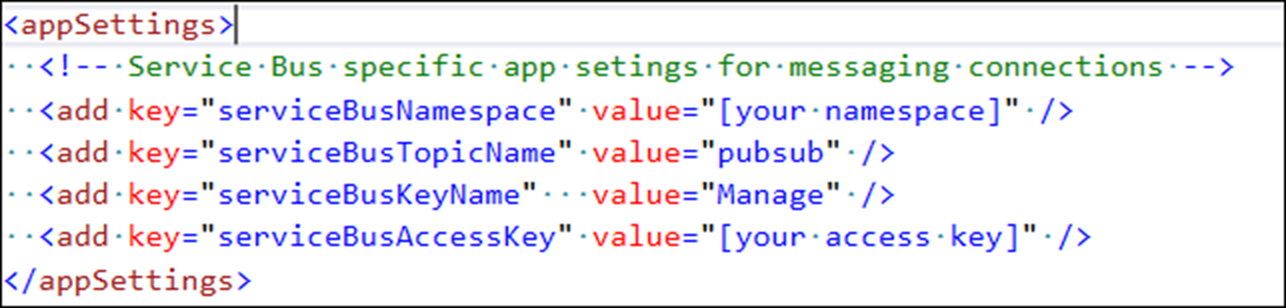 <appSettings>
  <!-- Service Bus specific app setings for messaging connections -->
  <add key="serviceBusNamespace" value="[your namespace]" />
  <add key="serviceBusTopicName" value="pubsub" />
  <add key="serviceBusKeyName"   value="Manage" />
  <add key="serviceBusAccessKey" value="[your access key]" />
</appSettings>